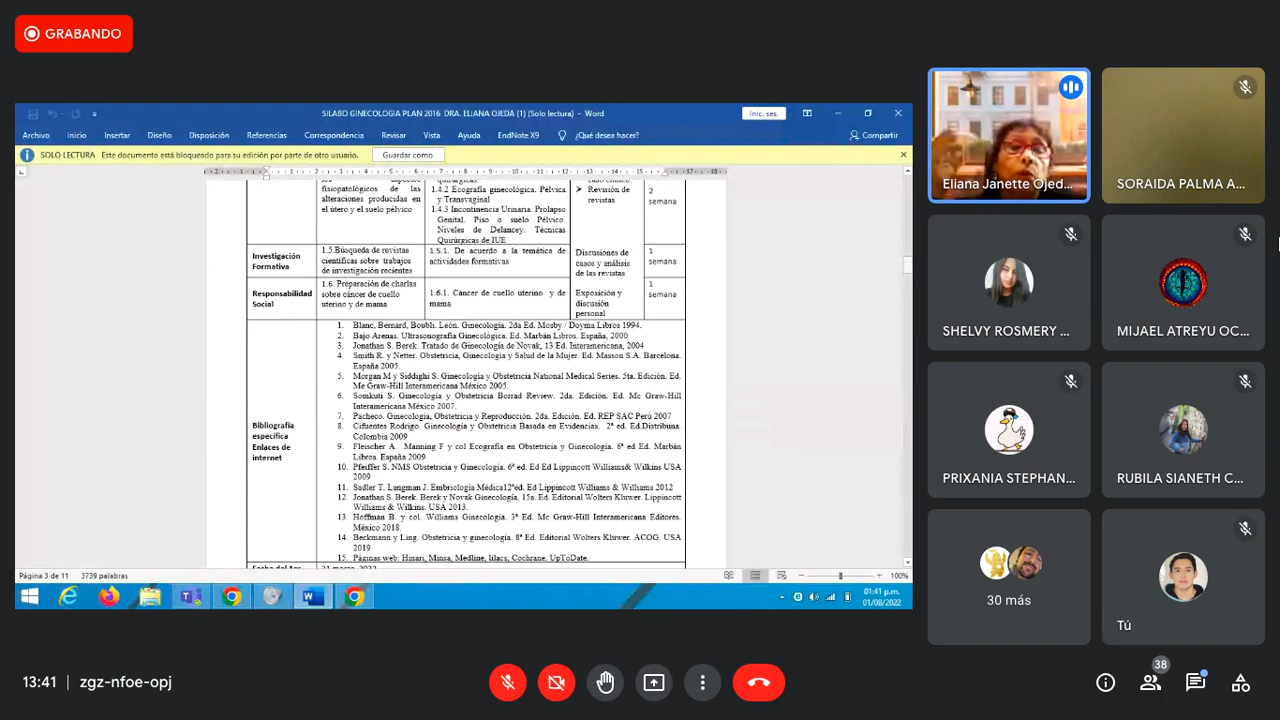 GRABANDO
SILABO GINECOLOGIA PLAN 2016 DRA. ELIANA OJEDA (1) (Solo lectura) - Word
Inic. ses.
Archivo Inicio Insertar Diseño Disposición Referencias Correspondencia Revisar Vista Ayuda EndNote X9 ¿Qué desea hacer? Compartir
SOLO LECTURA Este documento está bloqueado para su edición por parte de otro usuario. Guardar como
fisiopatológicos de las
alteraciones producidas en
el útero y el suelo pélvico
1.4.2 Ecografía ginecológica. Pélvica
y Transvaginal
1.4.3 Incontinencia Urinaria. Prolapso
Genital. Piso o suelo Pélvico.
Niveles de Delancey. Técnicas
Quirúrgicas de IUE
Revisión de
revistas
2
semana
Investigación
Formativa
1.5.Búsqueda de revistas
científicas sobre trabajos
de investigación recientes
1.5.1. De acuerdo a la temática de
actividades formativas
Discusiones de
casos y análisis
de las revistas
1
semana
Responsabilidad
Social
1.6. Preparación de charlas
sobre cáncer de cuello
uterino y de mama
1.6.1. Cáncer de cuello uterino y de
mama
Exposición y
discusión
personal
1
semana
Bibliografía
especifica
Enlaces de
internet
1. Blanc, Bernard, Boubli. León. Ginecología. 2da Ed. Mosby / Doyma Libros 1994.
2. Bajo Arenas. Ultrasonografía Ginecológica. Ed. Marbán Libros. España, 2000
3. Jonathan S. Berek. Tratado de Ginecología de Novak, 13 Ed. Interamericana, 2004
4. Smith R. y Netter. Obstetricia, Ginecología y Salud de la Mujer. Ed. Masson S.A. Barcelona.
España 2005.
5. Morgan M y Siddighi S. Ginecología y Obstetricia National Medical Series. 5ta. Edición. Ed.
Mc Graw-Hill Interamericana México 2005.
6. Somkuti S. Ginecología y Obstetricia Borrad Review. 2da. Edición. Ed. Mc Graw-Hill
Interamericana México 2007.
7. Pacheco. Ginecología, Obstetricia y Reproducción. 2da. Edición. Ed. REP SAC Perú 2007
8. Cifuentes Rodrigo. Ginecología y Obstetricia Basada en Evidencias. 2ª ed. Ed.Distribuna.
Colombia 2009
9. Fleischer A. Manning F y col Ecografía en Obstetricia y Ginecología. 6ª ed Ed. Marbán
Libros. España 2009
10. Pfeiffer S. NMS Obstetricia y Ginecología. 6ª ed. Ed Ed Lippincott Williams& Wilkins USA
2009
11. Sadler T, Langman J. Embriología Médica12ªed. Ed Lippincott Williams & Williams 2012
12. Jonathan S. Berek. Berek y Novak Ginecología. 15a. Ed. Editorial Wolters Kluwer. Lippincott
Williams & Wilkins. USA 2013.
13. Hoffman B. y col. Williams Ginecología. 3ª Ed. Mc Graw-Hill Interamericana Editores.
México 2018.
14. Beckmann y Ling. Obstetricia y ginecología. 8ª Ed. Editorial Wolters Kluwer. ACOG. USA
2019
15. Páginas web: Hinari, Minsa, Medline, lilacs, Cochrane. UpToDate.
Página 3 de 11 3739 palabras
100%
01:41 p.m.
01/08/2022
Eliana Janette Ojed...
SORAIDA PALMA A...
SHELVY ROSMERY ...
MIJAEL ATREYU OC...
PRIXANIA STEPHAN...
RUBILA SIANETH C...
30 más
Tú
13:41 | zgz-nfoe-opj
38